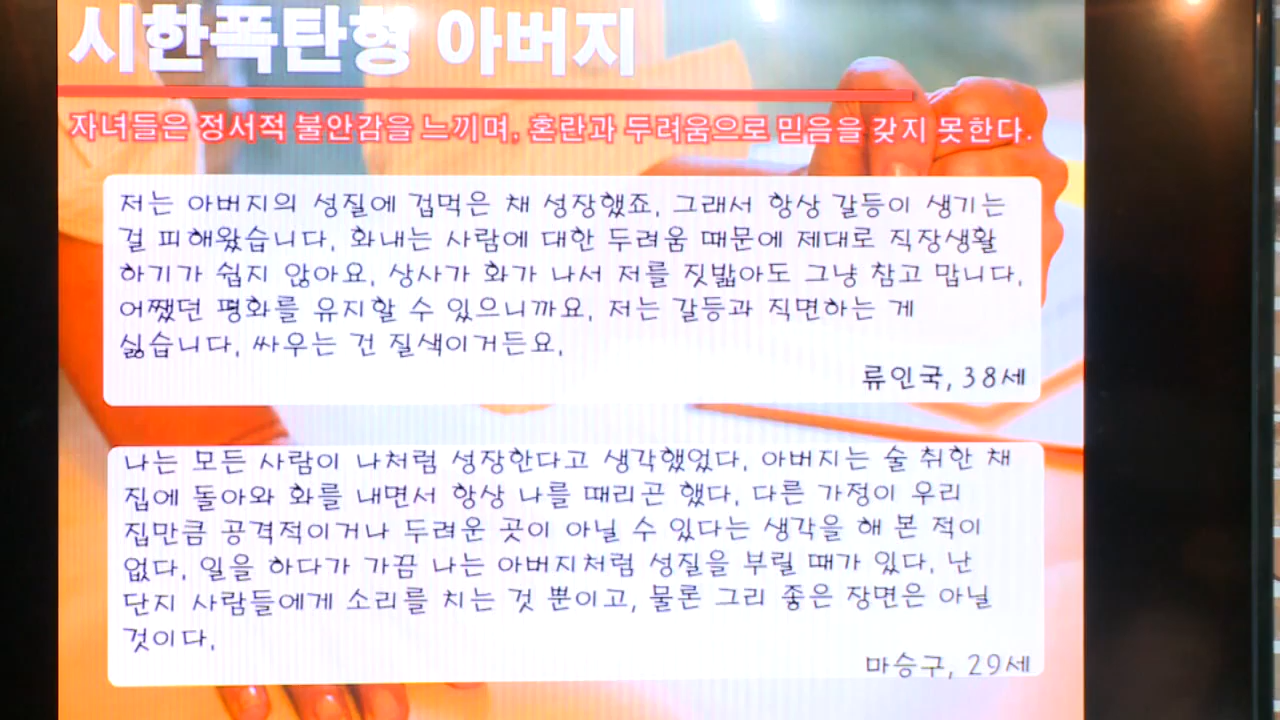 시한폭탄형 아버지
자녀들은 정서적 불안감을 느끼며, 혼란과 두려움으로 믿음을 갖지 못한다.
저는 아버지의 성질에 겁먹은 채 성장했죠. 그래서 항상 갈등이 생기는
걸 피해왔습니다. 화내는 사람에 대한 두려움 때문에 제대로 직장생활
하기가 쉽지 않아요. 상사가 화가 나서 저를 짓밟아도 그냥 참고 맙니다.
어쨌던 평화를 유지할 수 있으니까요. 저는 갈등과 직면하는 게
싫습니다. 싸우는 건 질색이거든요.
류인국, 38세
나는 모든 사람이 나처럼 성장한다고 생각했었다. 아버지는 술 취한 채
집에 돌아와 화를 내면서 항상 나를 때리곤 했다. 다른 가정이 우리
집만큼 공격적이거나 두려운 곳이 아닐 수 있다는 생각을 해 본 적이
없다. 일을 하다가 가끔 나는 아버지처럼 성질을 부릴 때가 있다. 난
단지 사람들에게 소리를 치는 것 뿐이고, 물론 그리 좋은 장면은 아닐
것이다.
마승구, 29세